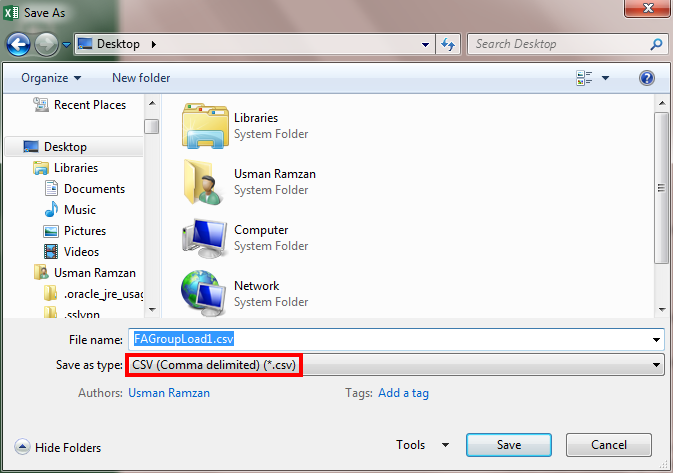 Save As
Desktop
Search Desktop
Organize
New folder
Recent Places
Desktop
Libraries
Documents
Music
Pictures
Videos
Usman Ramzan
.oracle_jre_usag
.sslvpn
Libraries
System Folder
Usman Ramzan
System Folder
Computer
System Folder
Network
System Folder
File name: FAGroupLoad1.csv
Save as type: CSV (Comma delimited) (*.csv)
Authors: Usman Ramzan Tags: Add a tag
Hide Folders Tools Save Cancel